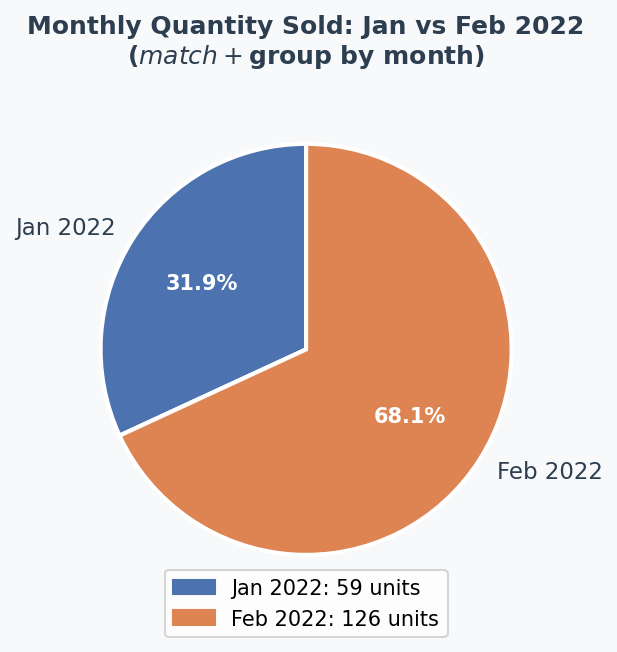 Monthly Quantity Sold: Jan vs Feb 2022
(match + group by month)
Jan 2022
31.9%
68.1%
Feb 2022
Jan 2022: 59 units
Feb 2022: 126 units